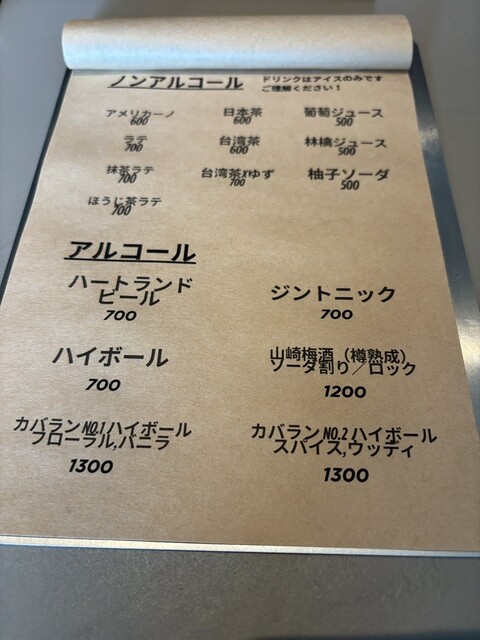 ノンアルコール
ドリンクはアイスのみです
ご理解ください！
アメリカーノ
600
日本茶
600
葡萄ジュース
500
ラテ
700
台湾茶
600
林檎ジュース
500
抹茶ラテ
700
台湾茶xゆず
700
柚子ソーダ
500
ほうじ茶ラテ
700
アルコール
ハートランド
ビール
700
ジントニック
700
ハイボール
700
山崎梅酒（樽熟成）
ソーダ割り／ロック
1200
カバラン NO.1 ハイボール
フローラル,バニラ
1300
カバラン NO.2 ハイボール
スパイス,ウッディ
1300